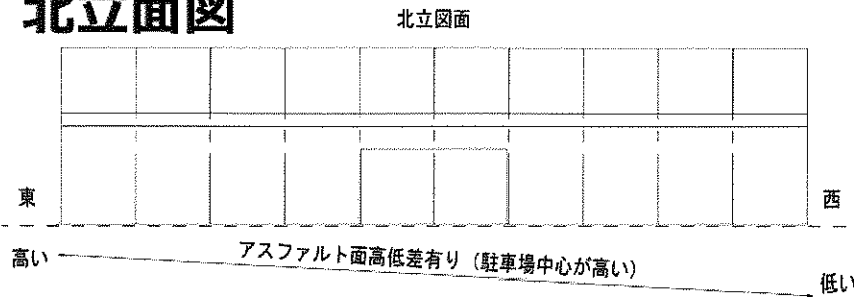 北立面図
北立図面
東
西
高い
アスファルト面高低差有り（駐車場中心が高い）
低い